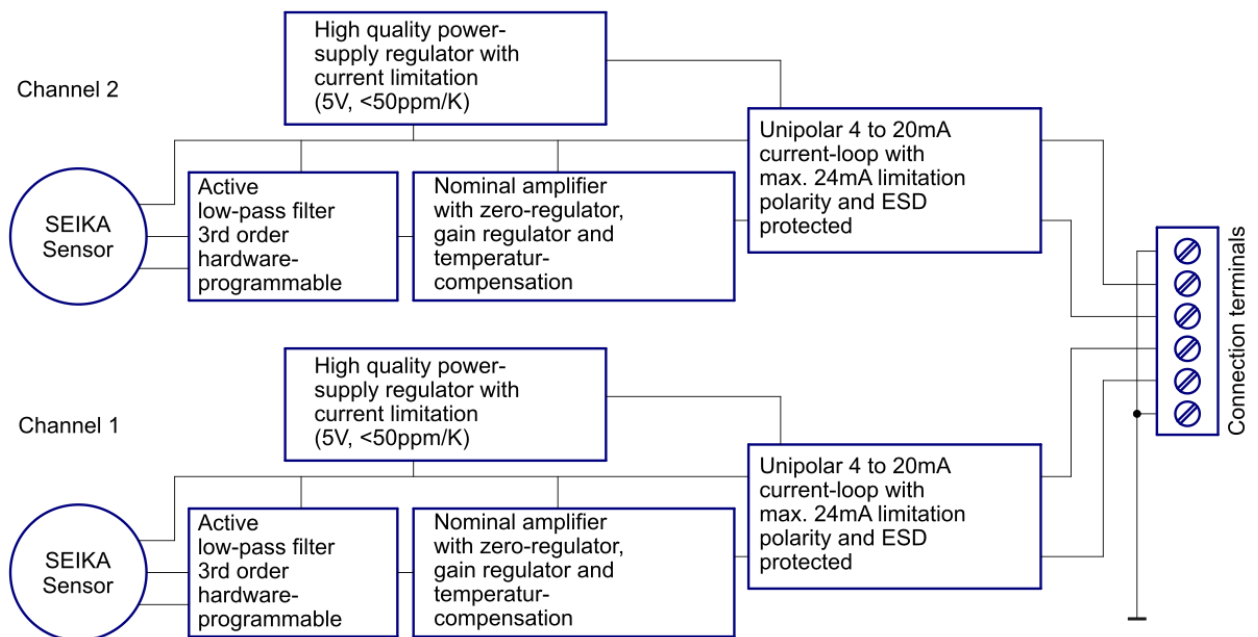 Channel 2
High quality power-
supply regulator with
current limitation
(5V, <50ppm/K)
Unipolar 4 to 20mA
current-loop with
max. 24mA limitation
polarity and ESD
protected
SEIKA
Sensor
Active
low-pass filter
3rd order
hardware-
programmable
Nominal amplifier
with zero-regulator,
gain regulator and
temperatur-
compensation
Connection terminals
Channel 1
High quality power-
supply regulator with
current limitation
(5V, <50ppm/K)
Unipolar 4 to 20mA
current-loop with
max. 24mA limitation
polarity and ESD
protected
SEIKA
Sensor
Active
low-pass filter
3rd order
hardware-
programmable
Nominal amplifier
with zero-regulator,
gain regulator and
temperatur-
compensation